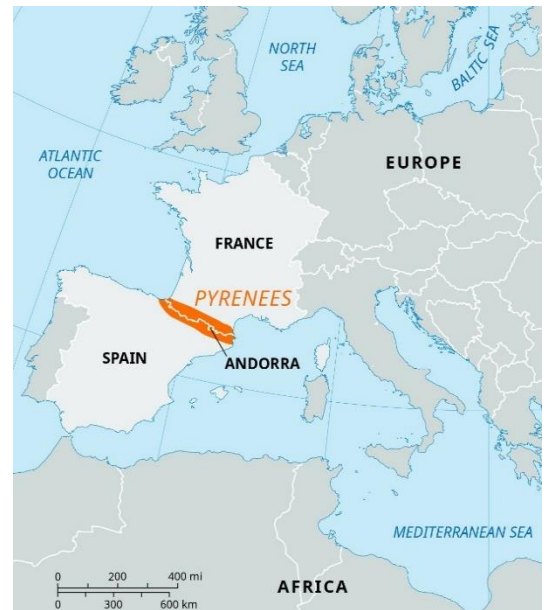 NORTH
SEA
BALTIC SEA
ATLANTIC
OCEAN
EUROPE
FRANCE
PYRENEES
SPAIN
ANDORRA
MEDITERRANEAN SEA
0 200 400 mi
0 300 600 km
AFRICA